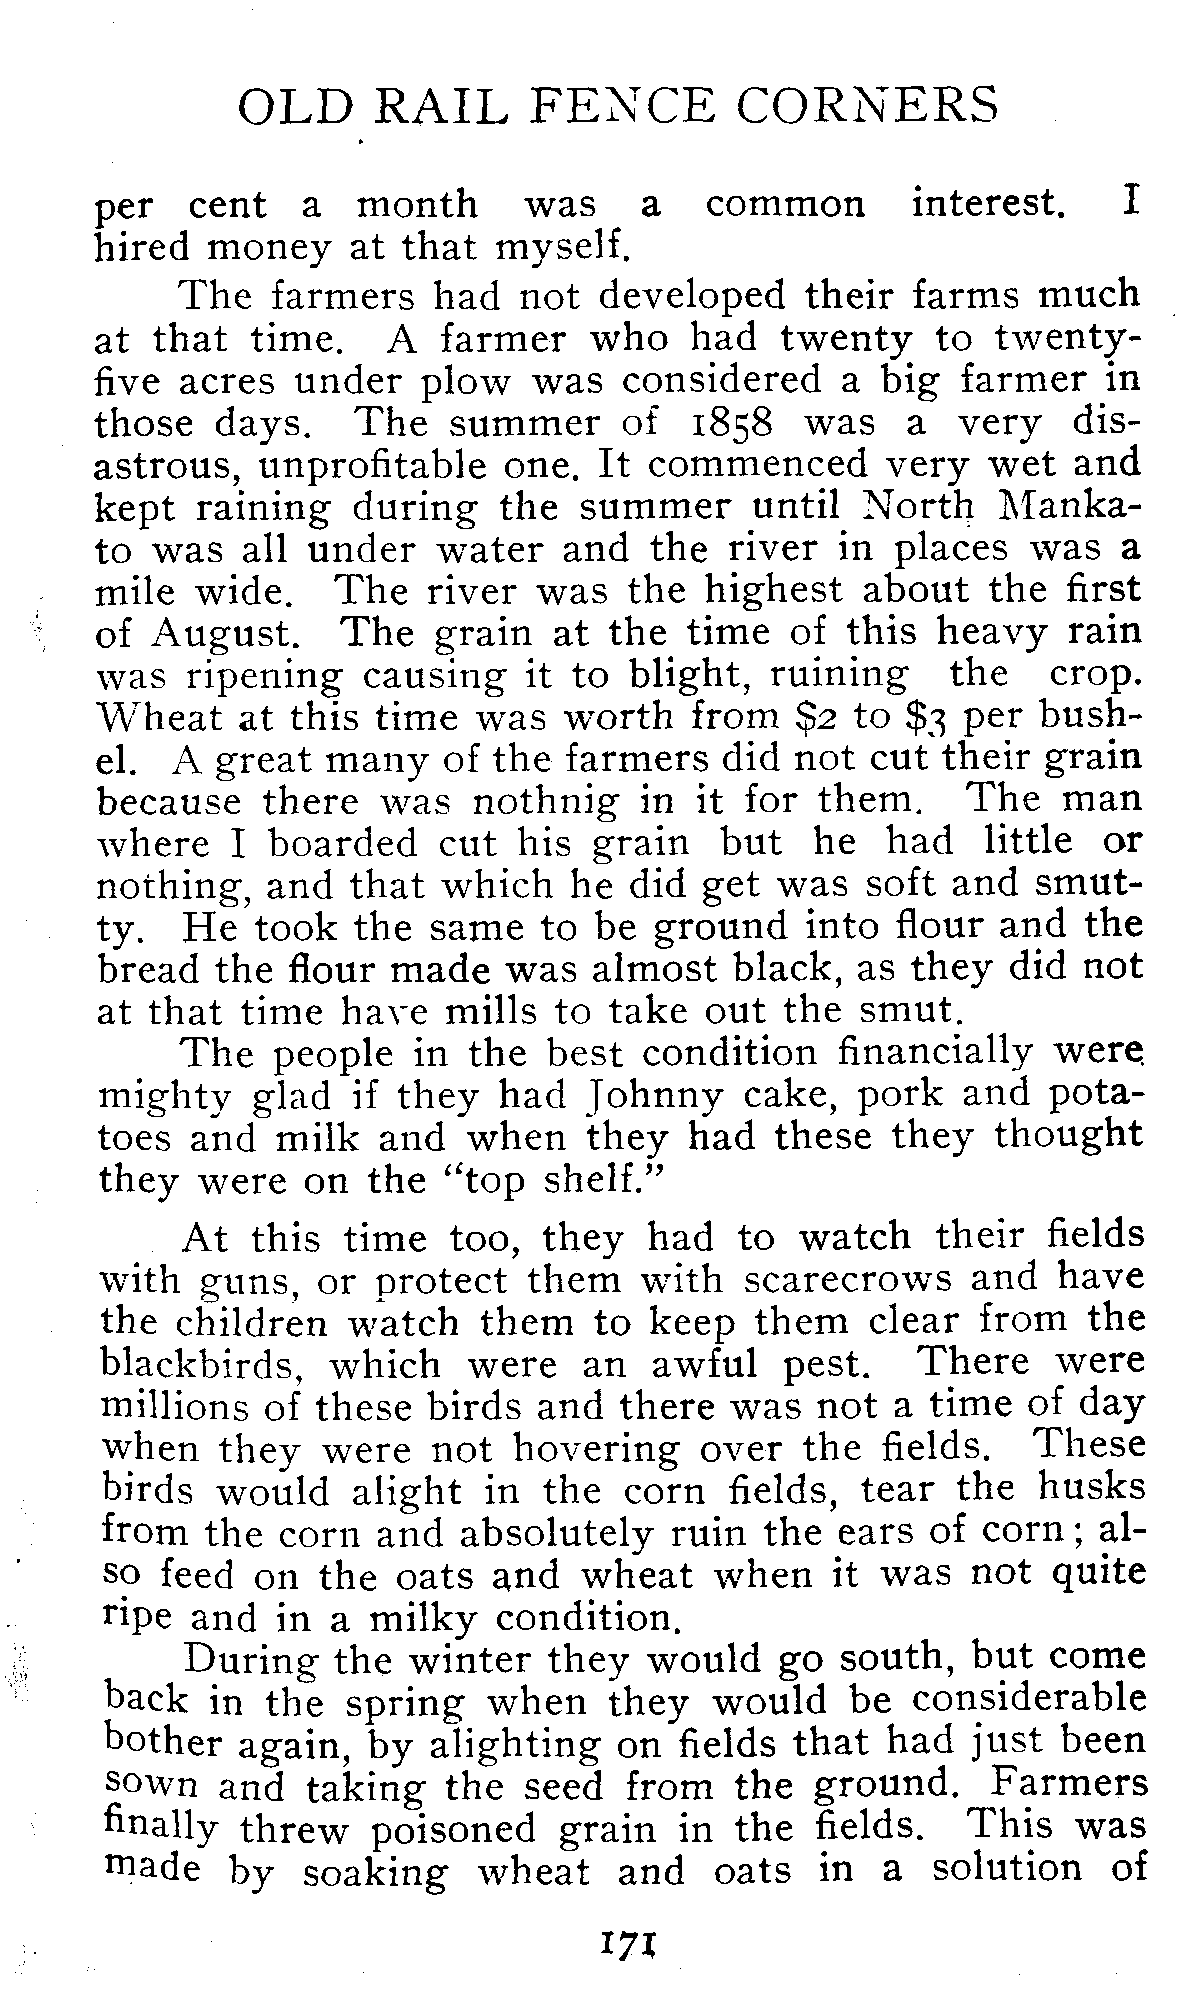 OLD RAIL FENCE CORNERS
per cent a month was a common interest. I
hired money at that myself.
The farmers had not developed their farms much
at that time. A farmer who had twenty to twenty-
five acres under plow was considered a big farmer in
those days. The summer of 1858 was a very dis-
astrous, unprofitable one. It commenced very wet and
kept raining during the summer until North Manka-
to was all under water and the river in places was a
mile wide. The river was the highest about the first
of August. The grain at the time of this heavy rain
was ripening causing it to blight, ruining the crop.
Wheat at this time was worth from $2 to $3 per bush-
el. A great many of the farmers did not cut their grain
because there was nothnig in it for them. The man
where I boarded cut his grain but he had little or
nothing, and that which he did get was soft and smut-
ty. He took the same to be ground into flour and the
bread the flour made was almost black, as they did not
at that time have mills to take out the smut.
The people in the best condition financially were
mighty glad if they had Johnny cake, pork and pota-
toes and milk and when they had these they thought
they were on the "top shelf."
At this time too, they had to watch their fields
with guns, or protect them with scarecrows and have
the children watch them to keep them clear from the
blackbirds, which were an awful pest. There were
millions of these birds and there was not a time of day
when they were not hovering over the fields. These
birds would alight in the corn fields, tear the husks
from the corn and absolutely ruin the ears of corn; al-
so feed on the oats and wheat when it was not quite
ripe and in a milky condition.
During the winter they would go south, but come
back in the spring when they would be considerable
bother again, by alighting on fields that had just been
sown and taking the seed from the ground. Farmers
finally threw poisoned grain in the fields. This was
made by soaking wheat and oats in a solution of
171